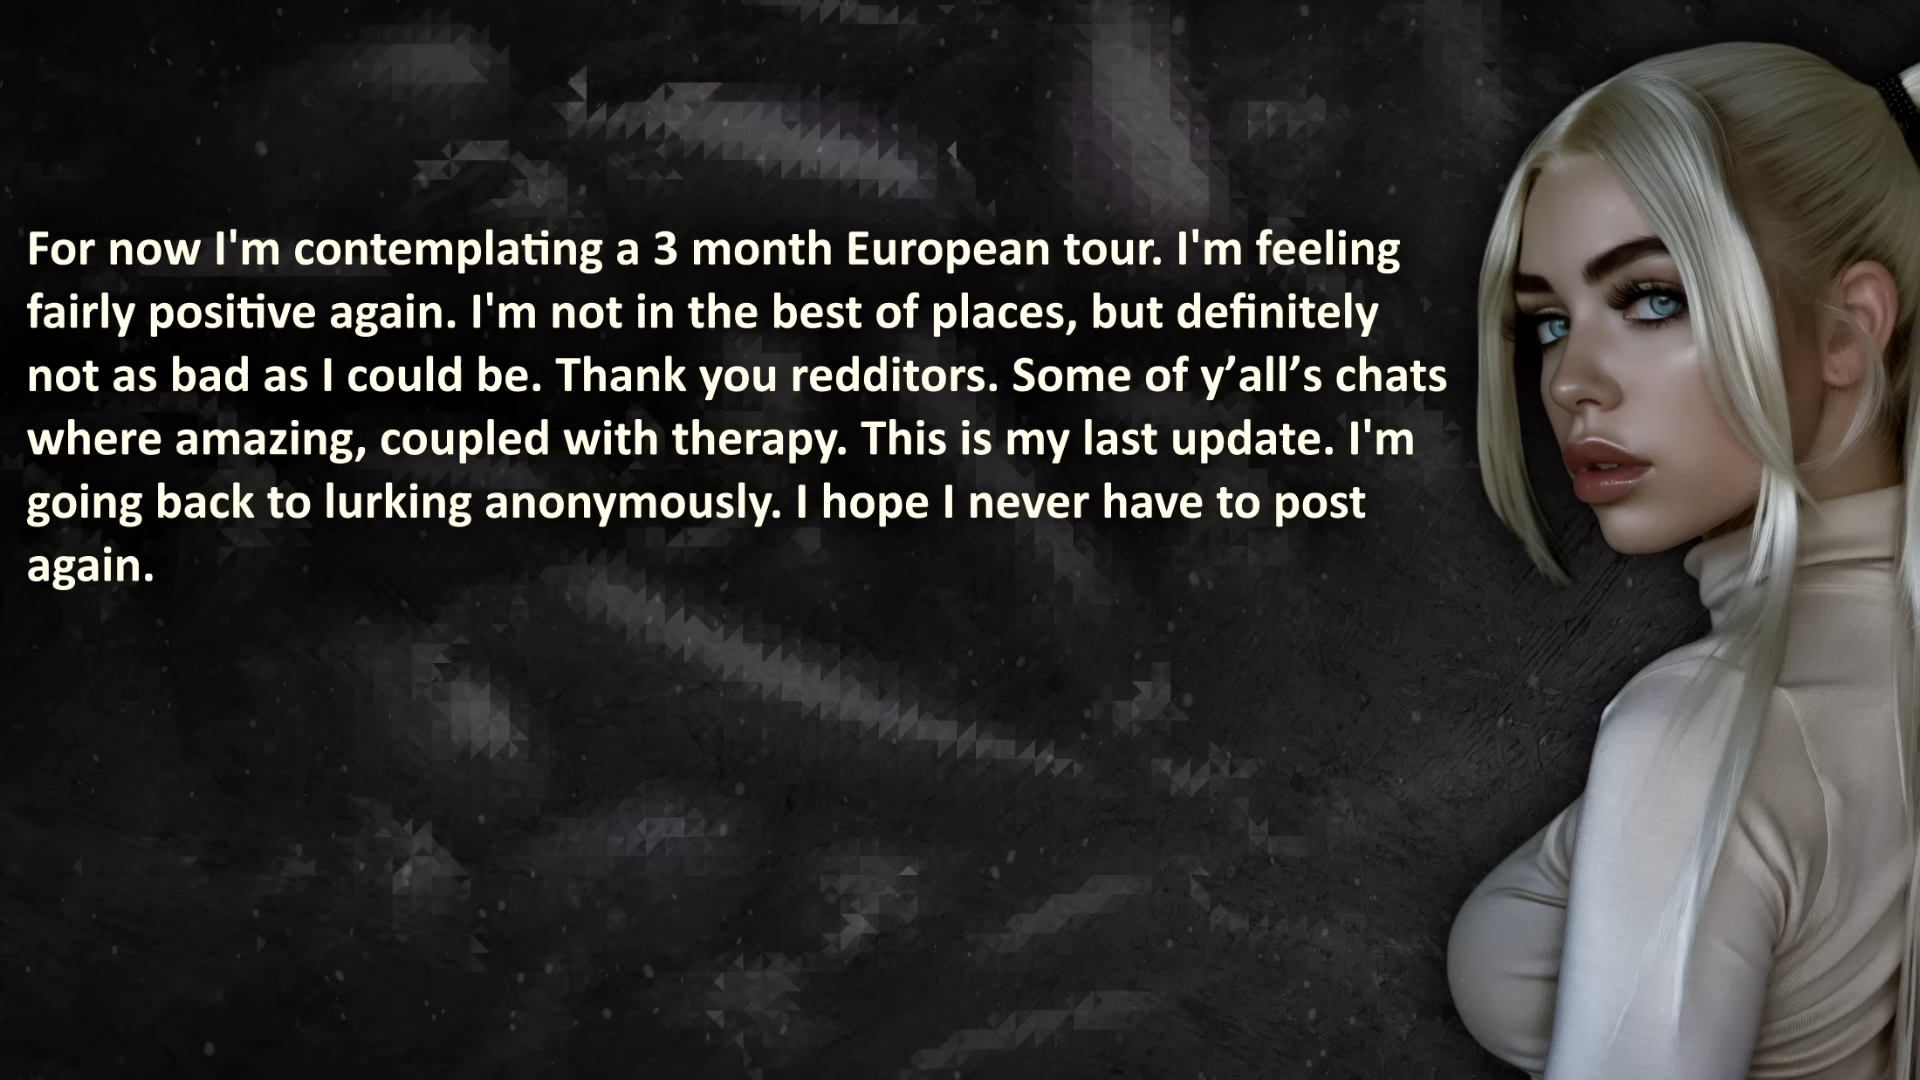 For now I'm contemplating a 3 month European tour. I'm feeling
fairly positive again. I'm not in the best of places, but definitely
not as bad as I could be. Thank you redditors. Some of y’all’s chats
where amazing, coupled with therapy. This is my last update. I'm
going back to lurking anonymously. I hope I never have to post
again.